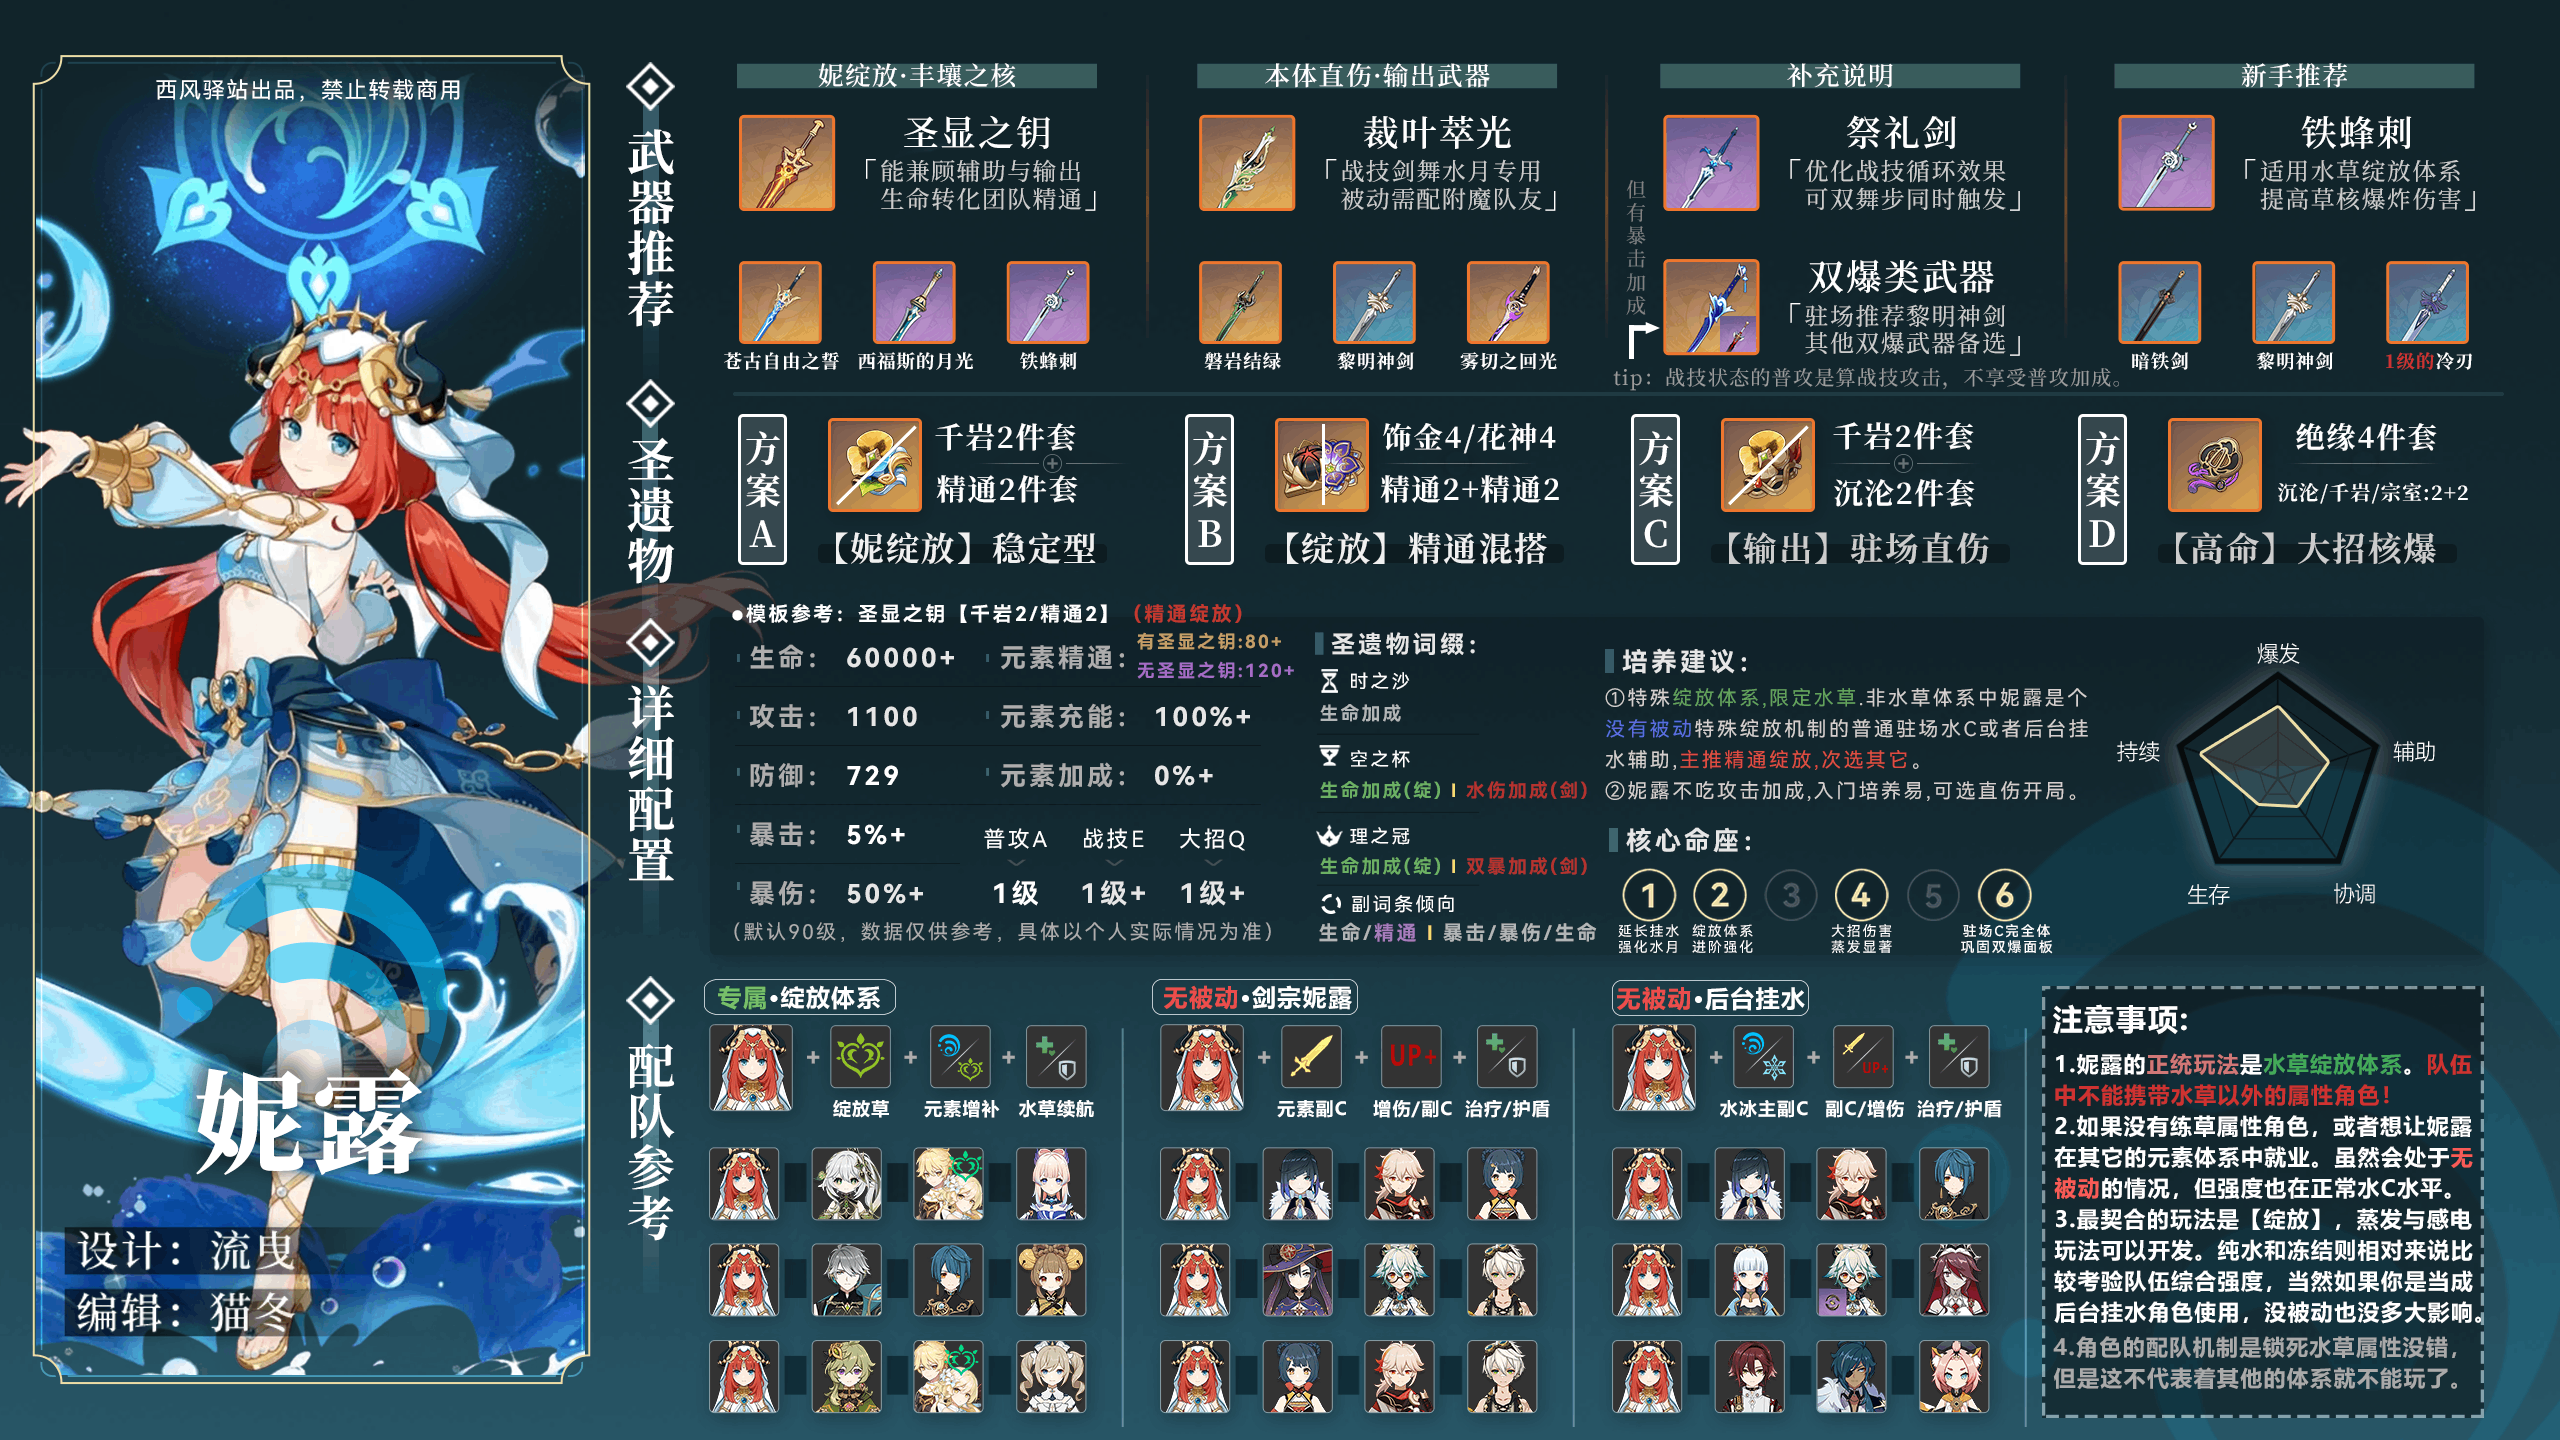 西风驿站出品，禁止转载商用
妮露
设计：流曳
编辑：猫冬
武器推荐
妮绽放·丰壤之核
圣显之钥
「能兼顾辅助与输出
生命转化团队精通」
苍古自由之誓
西福斯的月光
铁蜂刺
本体直伤·输出武器
裁叶萃光
「战技剑舞水月专用
被动需配附魔队友」
磐岩结绿
黎明神剑
雾切之回光
补充说明
祭礼剑
「优化战技循环效果
可双舞步同时触发」
但有暴击加成
双爆类武器
「驻场推荐黎明神剑
其他双爆武器备选」
tip：战技状态的普攻是算战技攻击，不享受普攻加成。
新手推荐
铁蜂刺
「适用水草绽放体系
提高草核爆炸伤害」
暗铁剑
黎明神剑
1级的冷刃
圣遗物
方案A
千岩2件套
精通2件套
【妮绽放】稳定型
方案B
饰金4/花神4
精通2+精通2
【绽放】精通混搭
方案C
千岩2件套
沉沦2件套
【输出】驻场直伤
方案D
绝缘4件套
沉沦/千岩/宗室:2+2
【高命】大招核爆
详细配置
●模板参考：圣显之钥【千岩2/精通2】（精通绽放）
生命： 60000+
元素精通： 有圣显之钥:80+
无圣显之钥:120+
攻击： 1100
元素充能： 100%+
防御： 729
元素加成： 0%+
暴击： 5%+
普攻A 战技E 大招Q
暴伤： 50%+
1级 1级+ 1级+
（默认90级，数据仅供参考，具体以个人实际情况为准）
圣遗物词缀：
时之沙
生命加成
空之杯
生命加成(绽) I 水伤加成(剑)
理之冠
生命加成(绽) I 双暴加成(剑)
副词条倾向
生命/精通 I 暴击/暴伤/生命
培养建议：
①特殊绽放体系,限定水草.非水草体系中妮露是个
没有被动特殊绽放机制的普通驻场水C或者后台挂
水辅助,主推精通绽放,次选其它。
②妮露不吃攻击加成,入门培养易,可选直伤开局。
核心命座：
1 2 3 4 5 6
延长挂水
强化水月
绽放体系
进阶强化
大招伤害
蒸发显著
驻场C完全体
巩固双爆面板
爆发
辅助
协调
生存
持续
配队参考
专属·绽放体系
绽放草
元素增补
水草续航
无被动·剑宗妮露
UP+
元素副C
增伤/副C
治疗/护盾
无被动·后台挂水
UP+
水冰主副C
副C/增伤
治疗/护盾
注意事项:
1.妮露的正统玩法是水草绽放体系。队伍
中不能携带水草以外的属性角色！
2.如果没有练草属性角色，或者想让妮露
在其它的元素体系中就业。虽然会处于无
被动的情况，但强度也在正常水C水平。
3.最契合的玩法是【绽放】，蒸发与感电
玩法可以开发。纯水和冻结则相对来说比
较考验队伍综合强度，当然如果你是当成
后台挂水角色使用，没被动也没多大影响。
4.角色的配队机制是锁死水草属性没错，
但是这不代表着其他的体系就不能玩了。